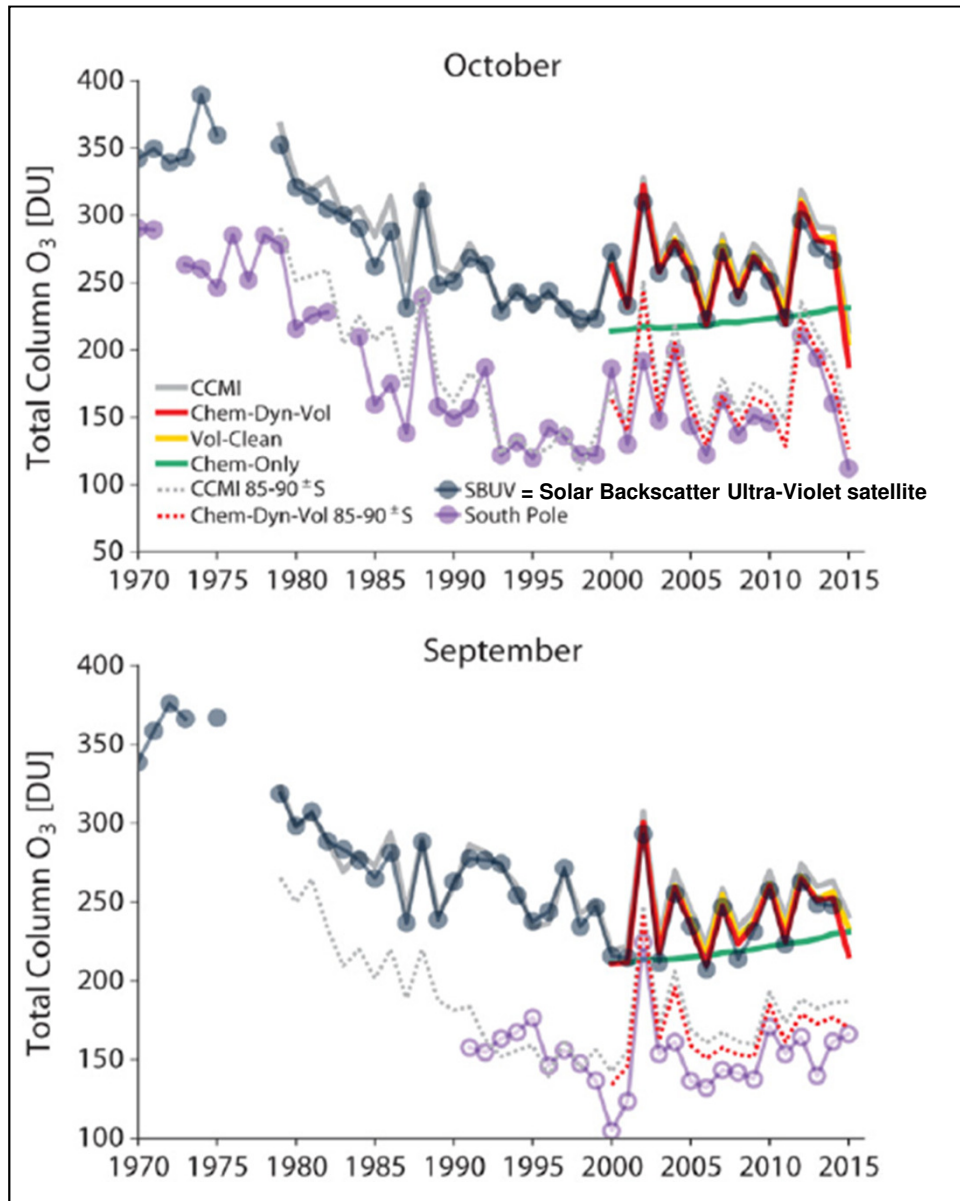 October
Total Column O₃ [DU]
400
350
300
250
200
150
100
50
CCMI
Chem-Dyn-Vol
Vol-Clean
Chem-Only
CCMI 85-90 ±S
Chem-Dyn-Vol 85-90 ±S
SBUV = Solar Backscatter Ultra-Violet satellite
South Pole
1970 1975 1980 1985 1990 1995 2000 2005 2010 2015
September
Total Column O₃ [DU]
400
350
300
250
200
150
100
1970 1975 1980 1985 1990 1995 2000 2005 2010 2015